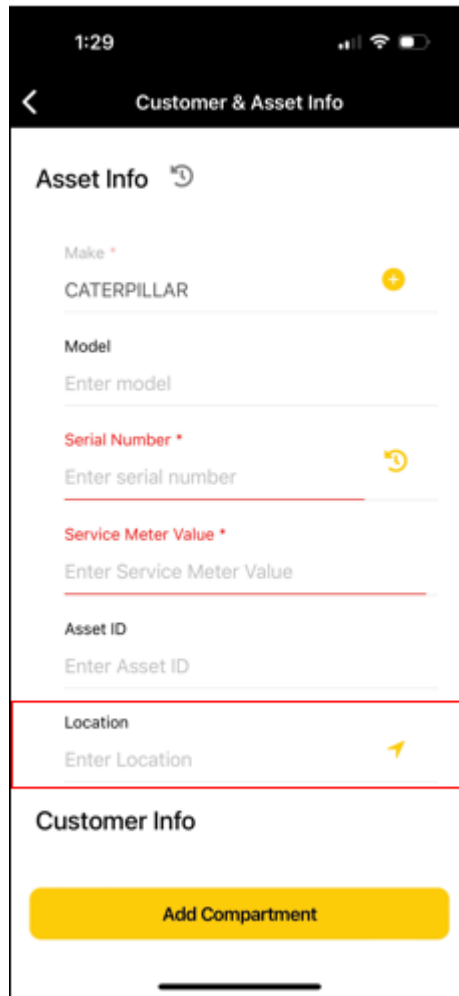 1:29
Customer & Asset Info
Asset Info
Make *
CATERPILLAR
Model
Enter model
Serial Number *
Enter serial number
Service Meter Value *
Enter Service Meter Value
Asset ID
Enter Asset ID
Location
Enter Location
Customer Info
Add Compartment